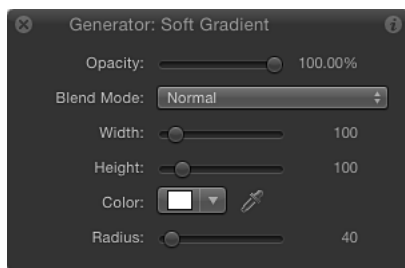 Generator: Soft Gradient
Opacity: 100.00%
Blend Mode: Normal
Width: 100
Height: 100
Color:
Radius: 40